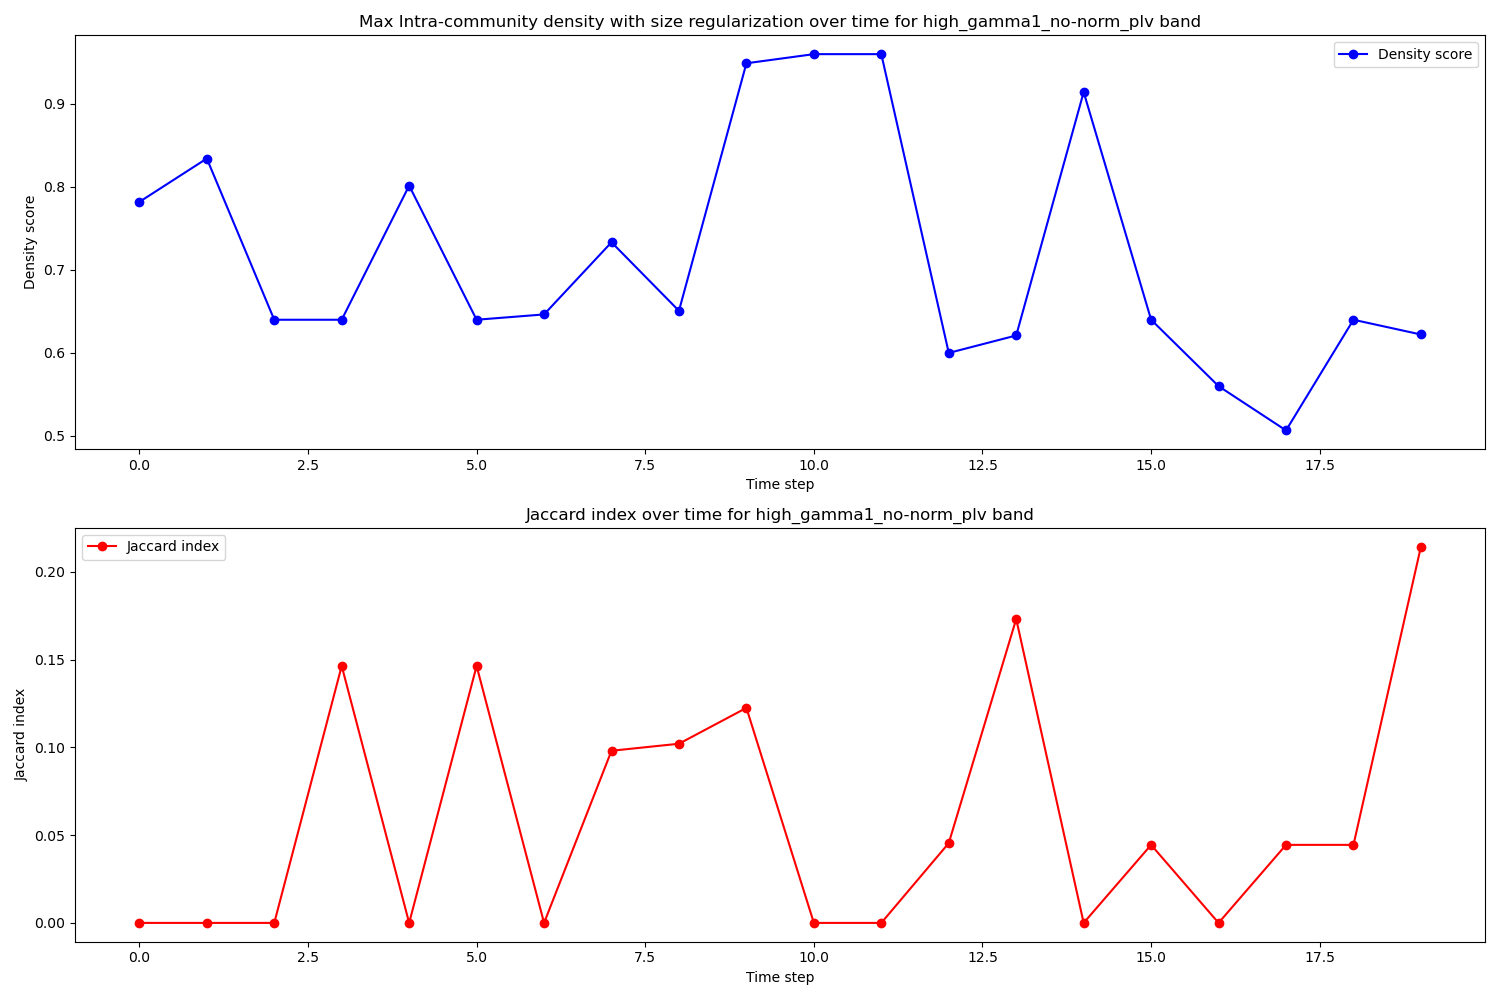 Max Intra-community density with size regularization over time for high_gamma1_no-norm_plv band
Density score
Density score
0.9
0.8
0.7
0.6
0.5
0.0 2.5 5.0 7.5 10.0 12.5 15.0 17.5
Time step
Jaccard index over time for high_gamma1_no-norm_plv band
Jaccard index
Jaccard index
0.20
0.15
0.10
0.05
0.00
0.0 2.5 5.0 7.5 10.0 12.5 15.0 17.5
Time step